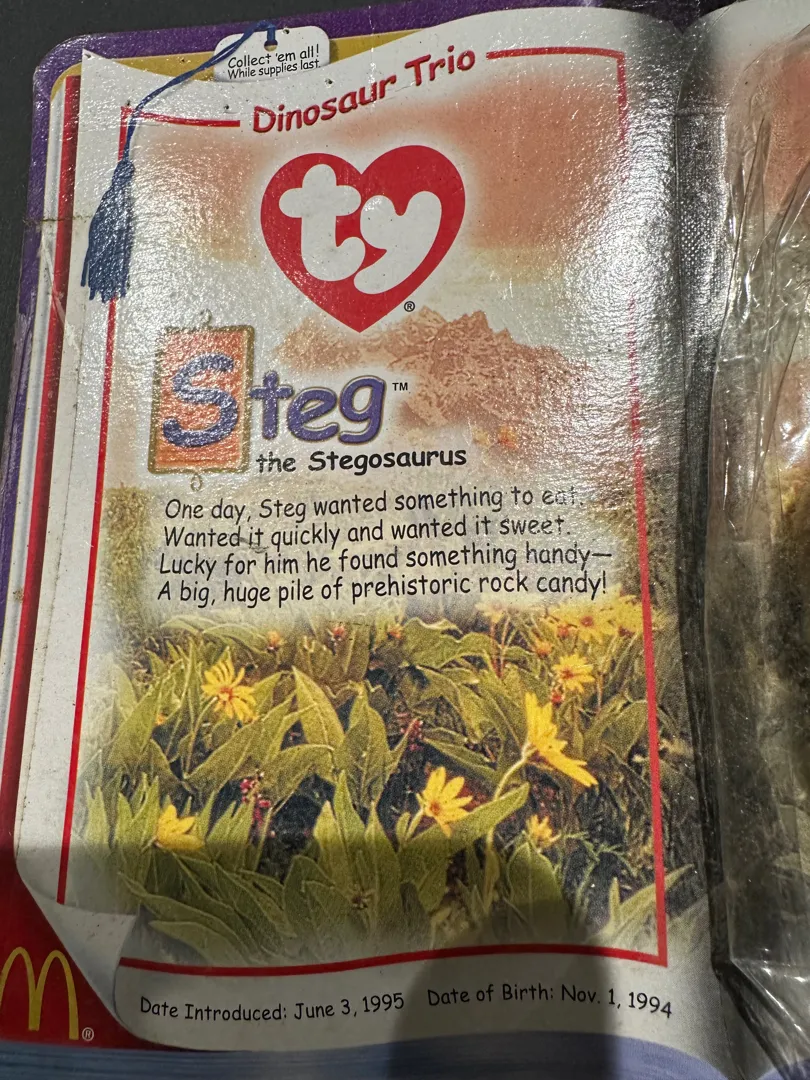 Collect 'em all!
While supplies last.
Dinosaur Trio
ty®
Steg™
the Stegosaurus
One day, Steg wanted something to eat.
Wanted it quickly and wanted it sweet.
Lucky for him he found something handy—
A big, huge pile of prehistoric rock candy!
M®
Date Introduced: June 3, 1995 Date of Birth: Nov. 1, 1994